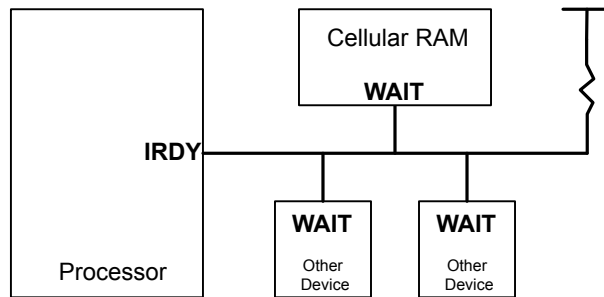 Cellular RAM
WAIT
IRDY
WAIT
Other
Device
WAIT
Other
Device
Processor